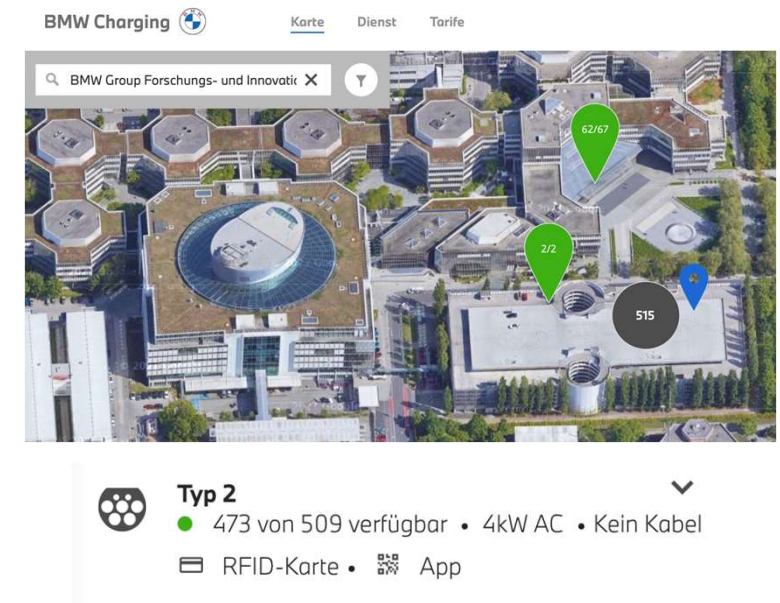 BMW Charging
Karte Dienst Tarife
BMW Group Forschungs- und Innovatic
62/67
2/2
515
Typ 2
473 von 509 verfügbar • 4kW AC • Kein Kabel
RFID-Karte • App